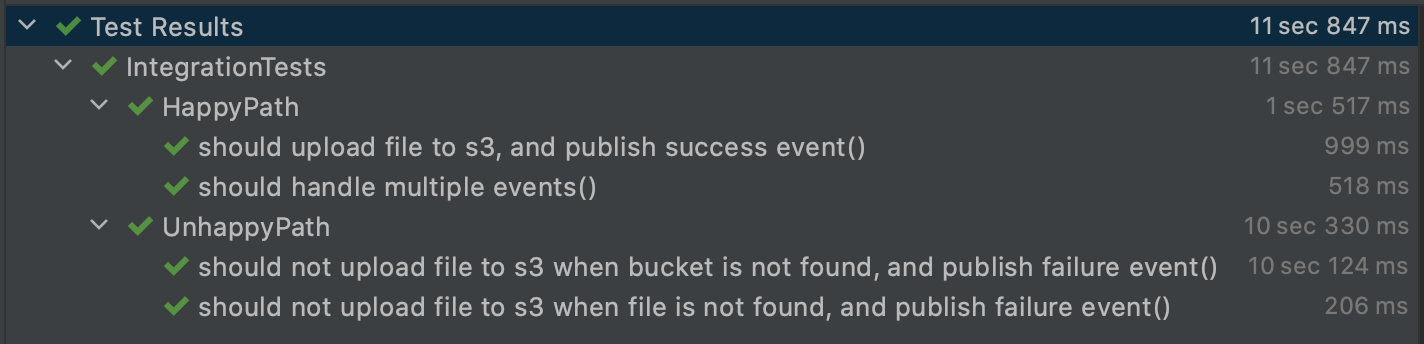 Test Results 11 sec 847 ms
IntegrationTests 11 sec 847 ms
HappyPath 1 sec 517 ms
should upload file to s3, and publish success event() 999 ms
should handle multiple events() 518 ms
UnhappyPath 10 sec 330 ms
should not upload file to s3 when bucket is not found, and publish failure event() 10 sec 124 ms
should not upload file to s3 when file is not found, and publish failure event() 206 ms